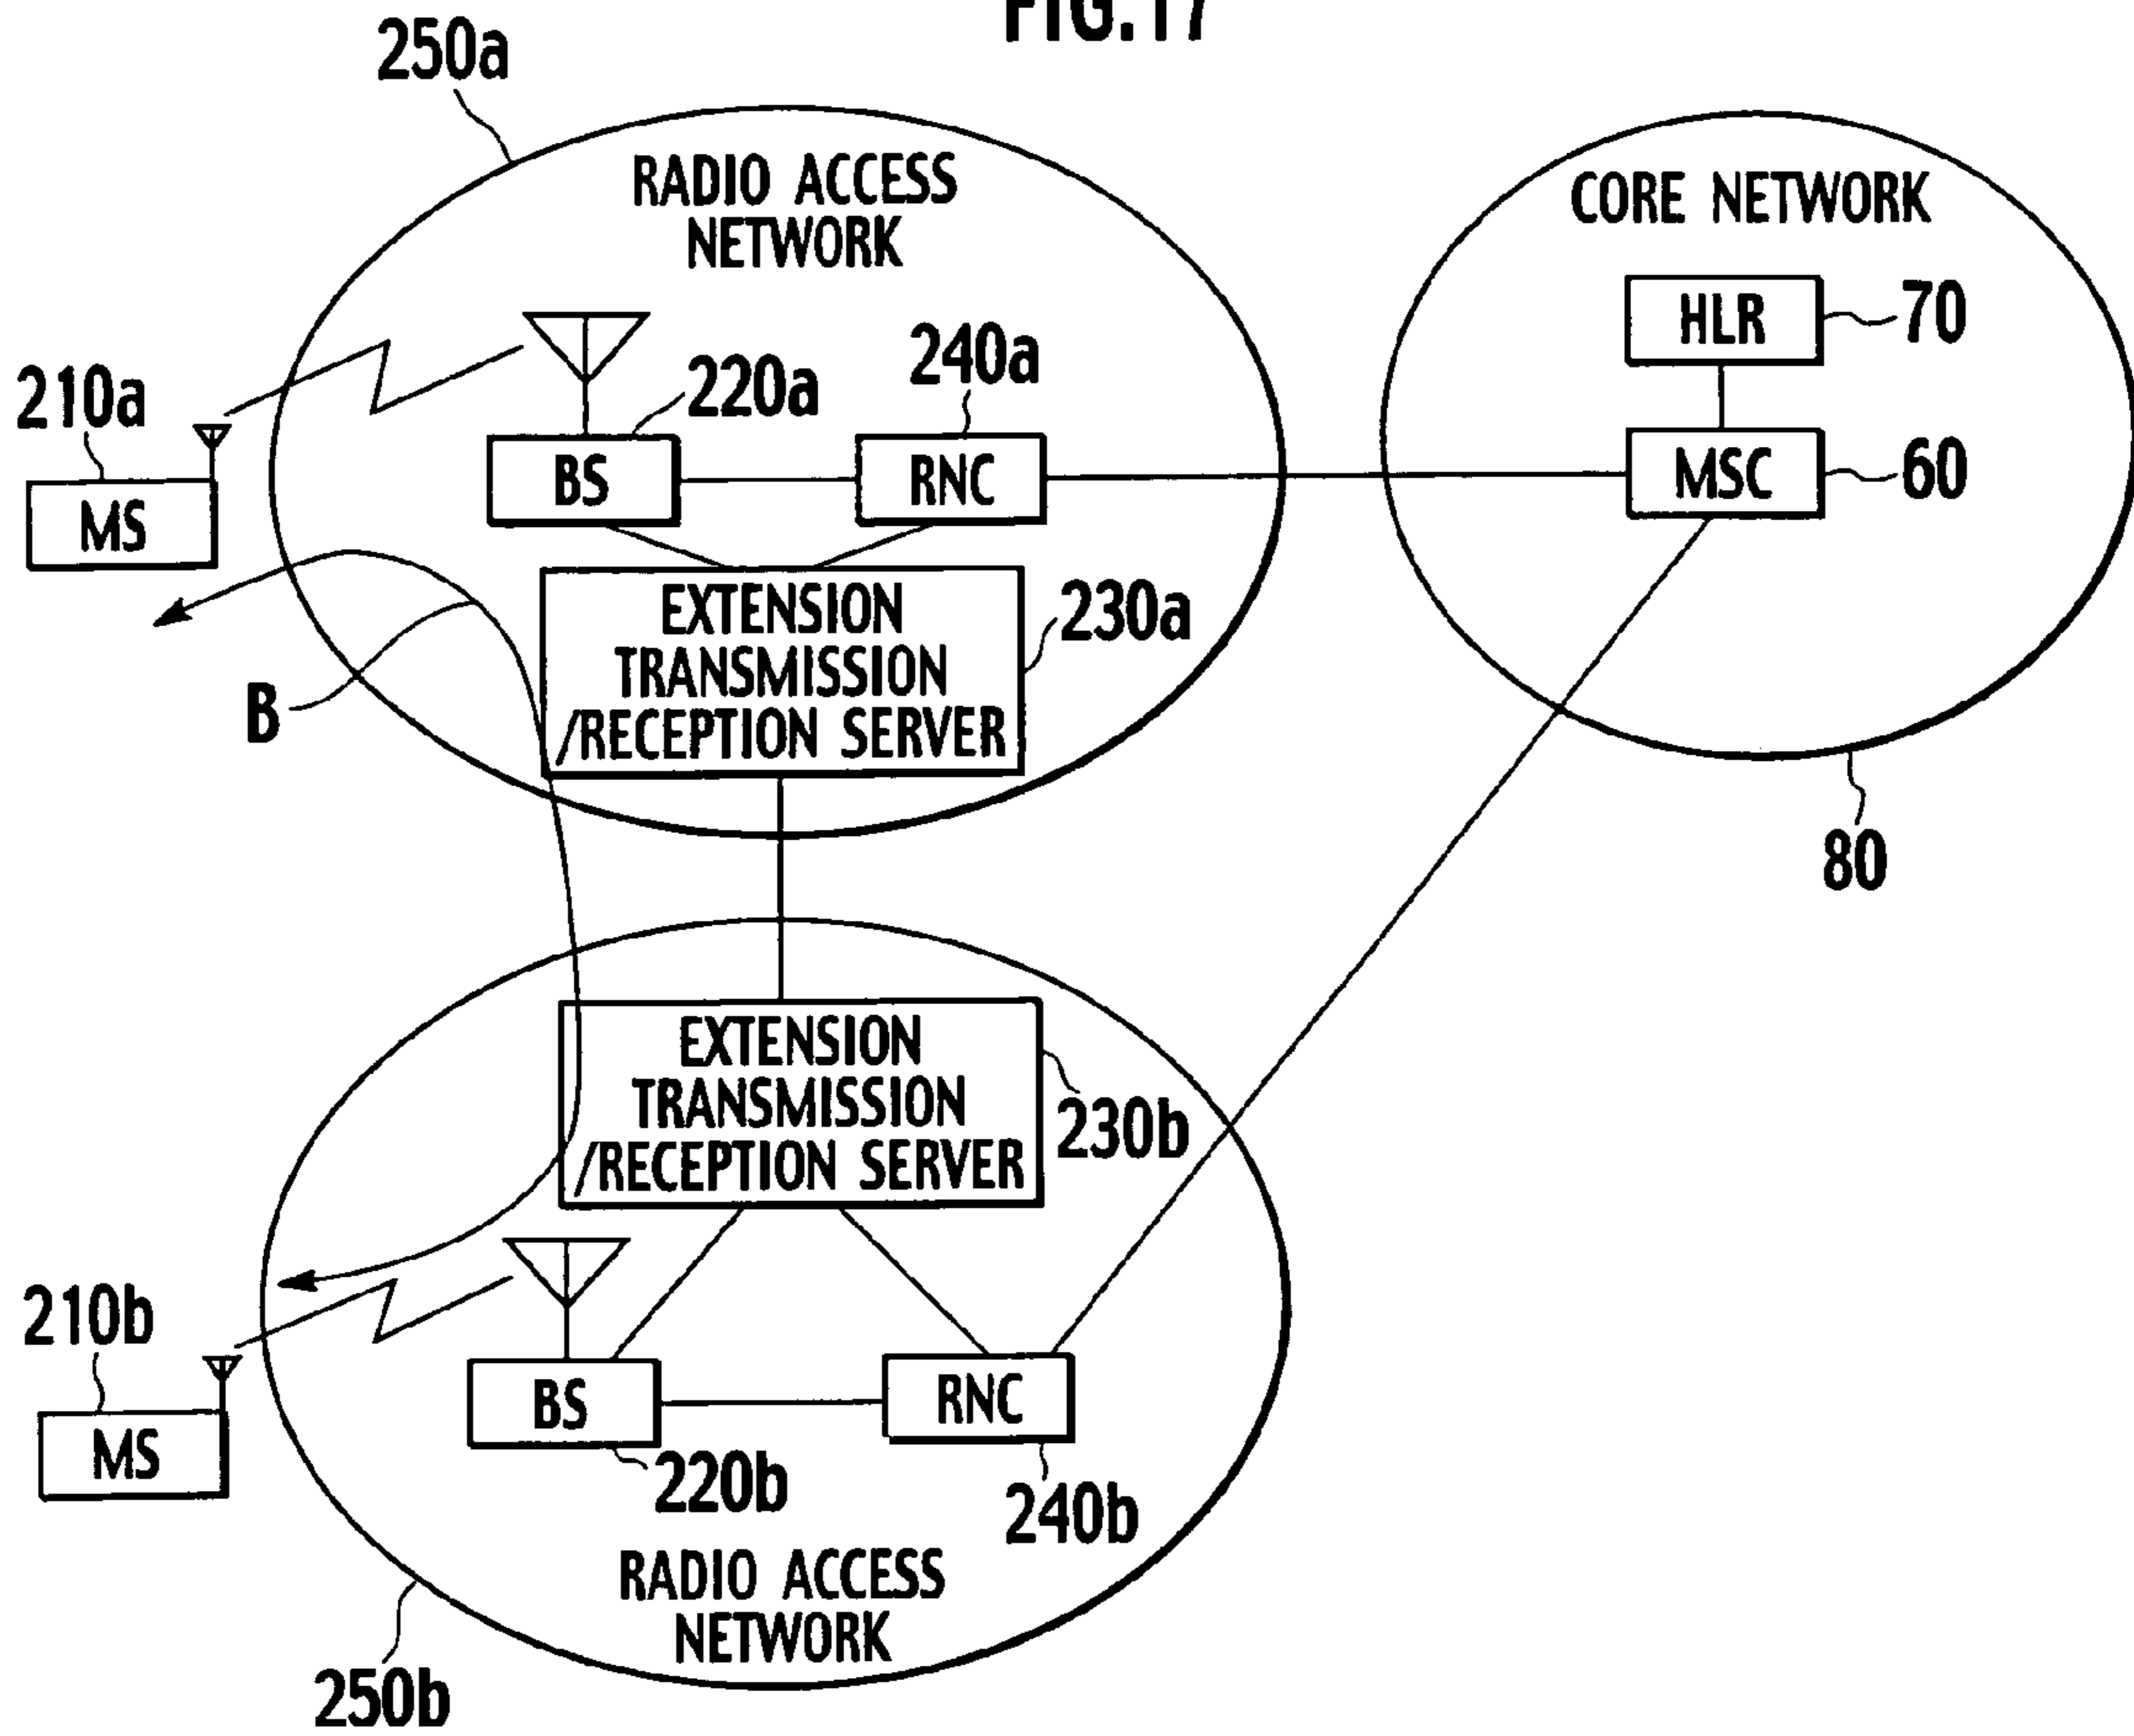 FIG.17
250a
RADIO ACCESS
NETWORK
CORE NETWORK
HLR
70
240a
210a
220a
BS
RNC
MSC
60
MS
EXTENSION
TRANSMISSION
/RECEPTION SERVER
230a
B
80
EXTENSION
TRANSMISSION
/RECEPTION SERVER
230b
210b
BS
RNC
MS
220b
240b
RADIO ACCESS
NETWORK
250b